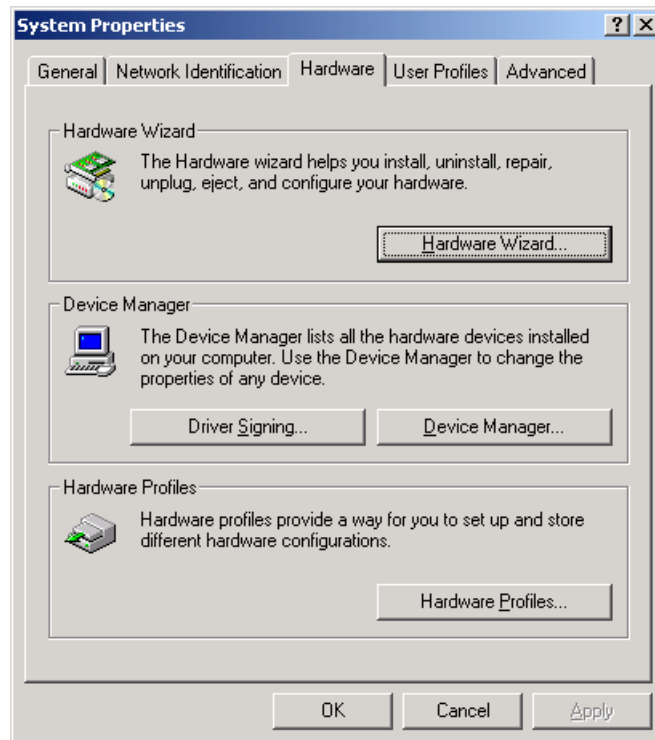 System Properties
General Network Identification Hardware User Profiles Advanced
Hardware Wizard
The Hardware wizard helps you install, uninstall, repair,
unplug, eject, and configure your hardware.
Hardware Wizard...
Device Manager
The Device Manager lists all the hardware devices installed
on your computer. Use the Device Manager to change the
properties of any device.
Driver Signing... Device Manager...
Hardware Profiles
Hardware profiles provide a way for you to set up and store
different hardware configurations.
Hardware Profiles...
OK Cancel Apply